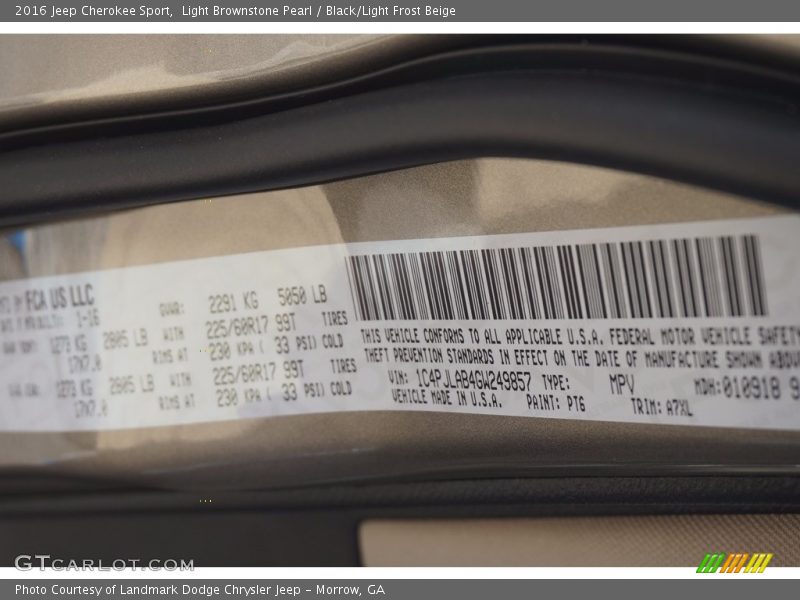 2016 Jeep Cherokee Sport,  Light Brownstone Pearl / Black/Light Frost Beige
FCA US LLC
1-16
GVWR: 2291 KG 5050 LB
1273 KG 2805 LB WITH 225/60R17 99T TIRES
17X7.0 RIMS AT 230 KPA ( 33 PSI) COLD
1273 KG 2805 LB WITH 225/60R17 99T TIRES
17X7.0 RIMS AT 230 KPA ( 33 PSI) COLD
THIS VEHICLE CONFORMS TO ALL APPLICABLE U.S.A. FEDERAL MOTOR VEHICLE SAFETY
THEFT PREVENTION STANDARDS IN EFFECT ON THE DATE OF MANUFACTURE SHOWN ABOV
VIN: 1C4PJLAB4GW249857 TYPE: MPV MDH:010918 9
VEHICLE MADE IN U.S.A. PAINT: PT6 TRIM: A7XL
GTCARLOT.COM
Photo Courtesy of Landmark Dodge Chrysler Jeep – Morrow, GA